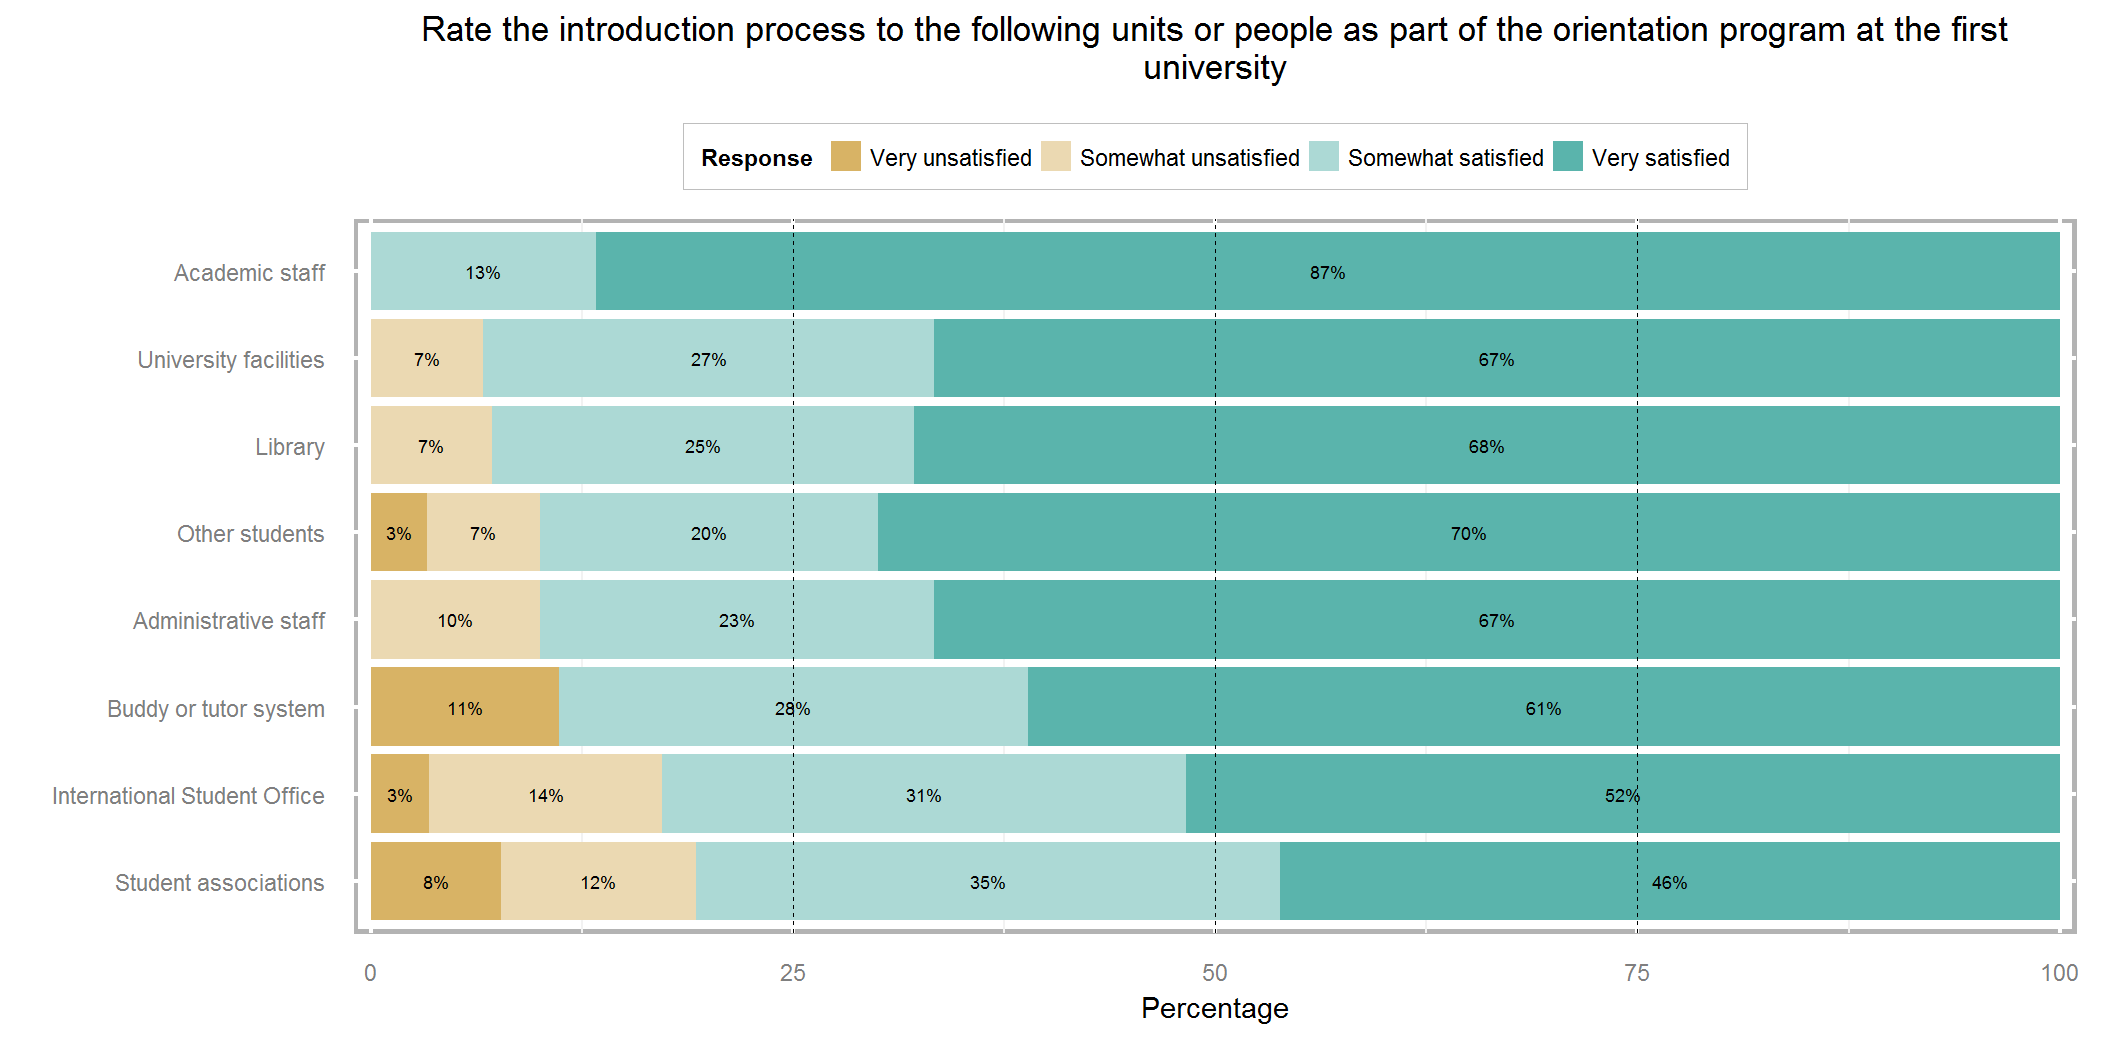 Rate the introduction process to the following units or people as part of the orientation program at the first
university
Response Very unsatisfied Somewhat unsatisfied Somewhat satisfied Very satisfied
Academic staff 13% 87%
University facilities 7% 27% 67%
Library 7% 25% 68%
Other students 3% 7% 20% 70%
Administrative staff 10% 23% 67%
Buddy or tutor system 11% 28% 61%
International Student Office 3% 14% 31% 52%
Student associations 8% 12% 35% 46%
0 25 50 75 100
Percentage